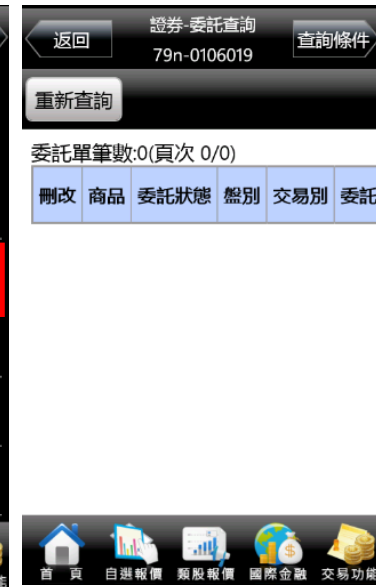 返回
證券-委託查詢
79n-0106019
查詢條件
重新查詢
委託單筆數:0(頁次 0/0)
刪改 商品 委託狀態 盤別 交易別 委託
首頁 自選報價 類股報價 國際金融 交易功能